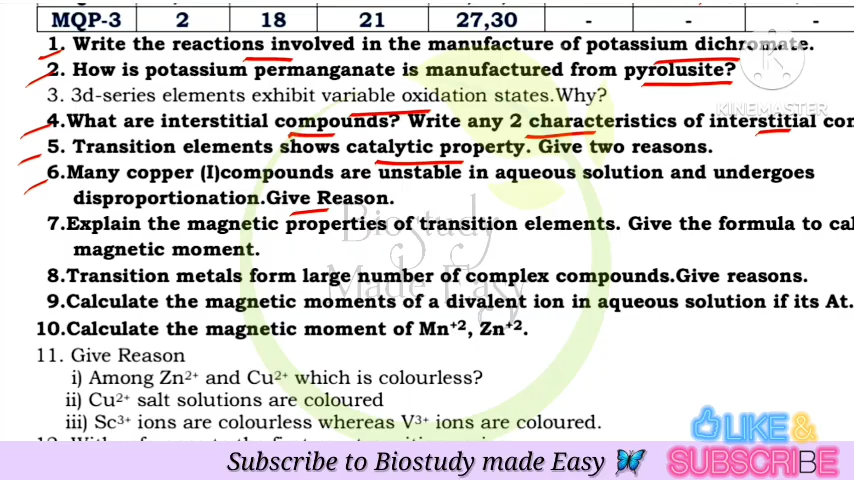 MQP-3 2 18 21 27,30 - - -
1. Write the reactions involved in the manufacture of potassium dichromate.
2. How is potassium permanganate is manufactured from pyrolusite?
3. 3d-series elements exhibit variable oxidation states.Why?
4.What are interstitial compounds? Write any 2 characteristics of interstitial con
5. Transition elements shows catalytic property. Give two reasons.
6.Many copper (I)compounds are unstable in aqueous solution and undergoes
disproportionation.Give Reason.
7.Explain the magnetic properties of transition elements. Give the formula to cal
magnetic moment.
8.Transition metals form large number of complex compounds.Give reasons.
9.Calculate the magnetic moments of a divalent ion in aqueous solution if its At.
10.Calculate the magnetic moment of Mn⁺², Zn⁺².
11. Give Reason
i) Among Zn²⁺ and Cu²⁺ which is colourless?
ii) Cu²⁺ salt solutions are coloured
iii) Sc³⁺ ions are colourless whereas V³⁺ ions are coloured.
KINEMASTER
Biostudy
Made Easy
LIKE &
SUBSCRIBE
Subscribe to Biostudy made Easy 🦋